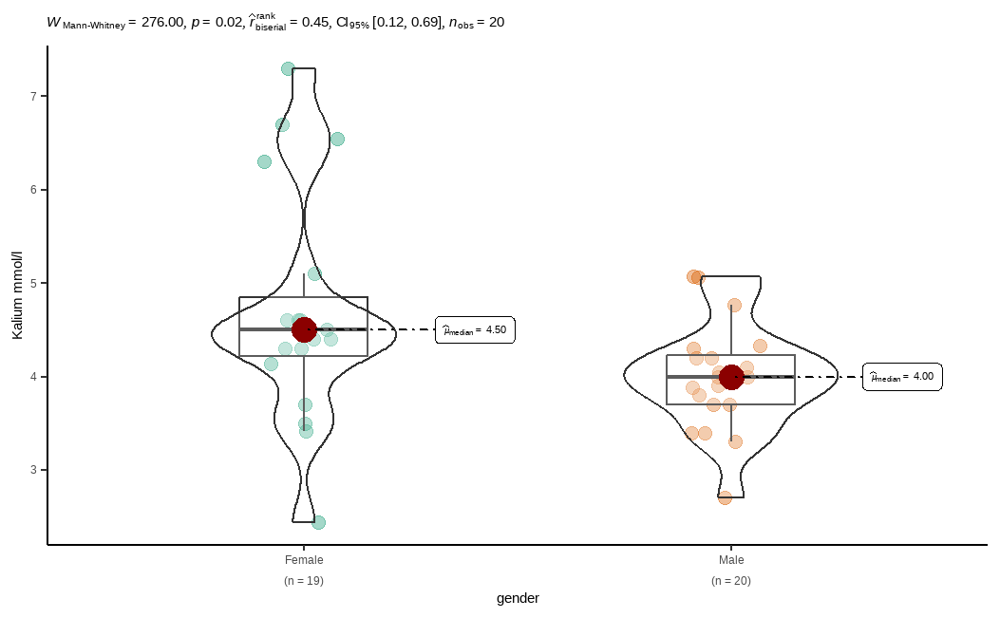 W Mann-Whitney = 276.00, p = 0.02, r̂ rank biserial = 0.45, CI95% [0.12, 0.69], nobs = 20
7
6
5
4
3
Kalium mmol/l
μ̂median = 4.50
μ̂median = 4.00
Female
(n = 19)
Male
(n = 20)
gender